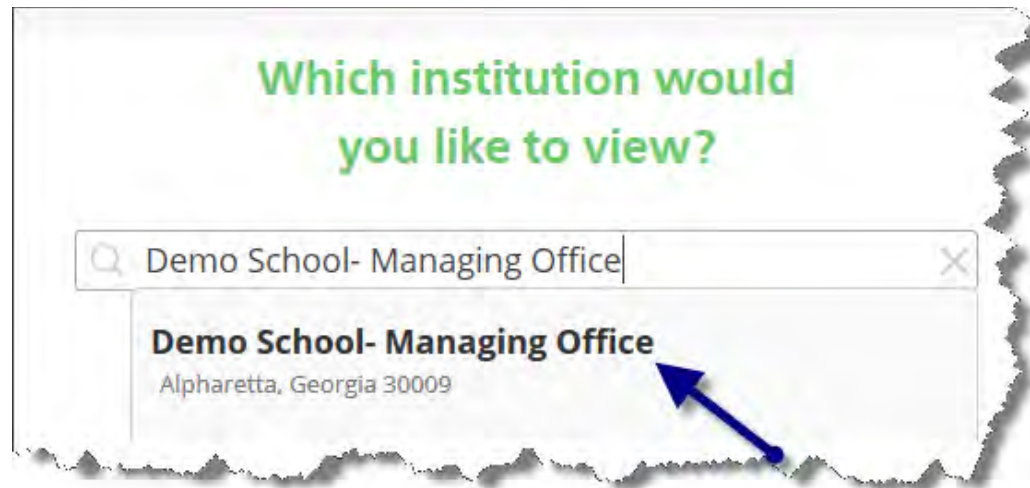 Which institution would
you like to view?
Demo School- Managing Office
Demo School- Managing Office
Alpharetta, Georgia 30009